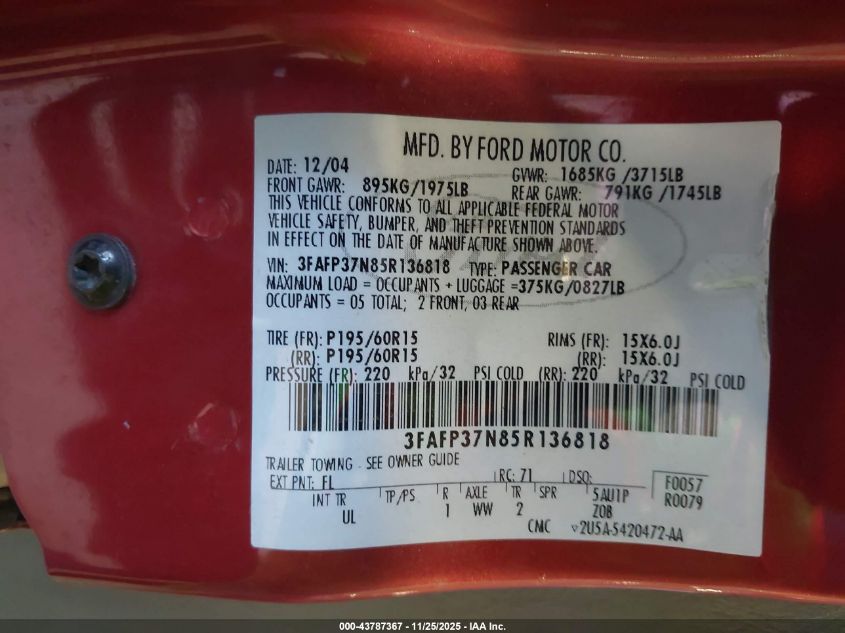 MFD. BY FORD MOTOR CO.
DATE: 12/04 GVWR: 1685KG /3715LB
FRONT GAWR: 895KG/1975LB REAR GAWR: 791KG /1745LB
THIS VEHICLE CONFORMS TO ALL APPLICABLE FEDERAL MOTOR
VEHICLE SAFETY, BUMPER, AND THEFT PREVENTION STANDARDS
IN EFFECT ON THE DATE OF MANUFACTURE SHOWN ABOVE.
VIN: 3FAFP37N85R136818 TYPE: PASSENGER CAR
MAXIMUM LOAD = OCCUPANTS + LUGGAGE =375KG/0827LB
OCCUPANTS = 05 TOTAL; 2 FRONT, 03 REAR
TIRE (FR): P195/60R15 RIMS (FR): 15X6.0J
(RR): P195/60R15 (RR): 15X6.0J
PRESSURE (FR): 220 kPa/32 PSI COLD (RR): 220 kPa/32 PSI COLD
3FAFP37N85R136818
TRAILER TOWING - SEE OWNER GUIDE
EXT PNT: FL RC: 71 DSO: F0057
INT TR TP/PS R AXLE TR SPR 5AU1P R0079
UL 1 WW 2 Z0B
CMC ▽2U5A-5420472-AA
000-43787367 - 11/25/2025 - IAA Inc.